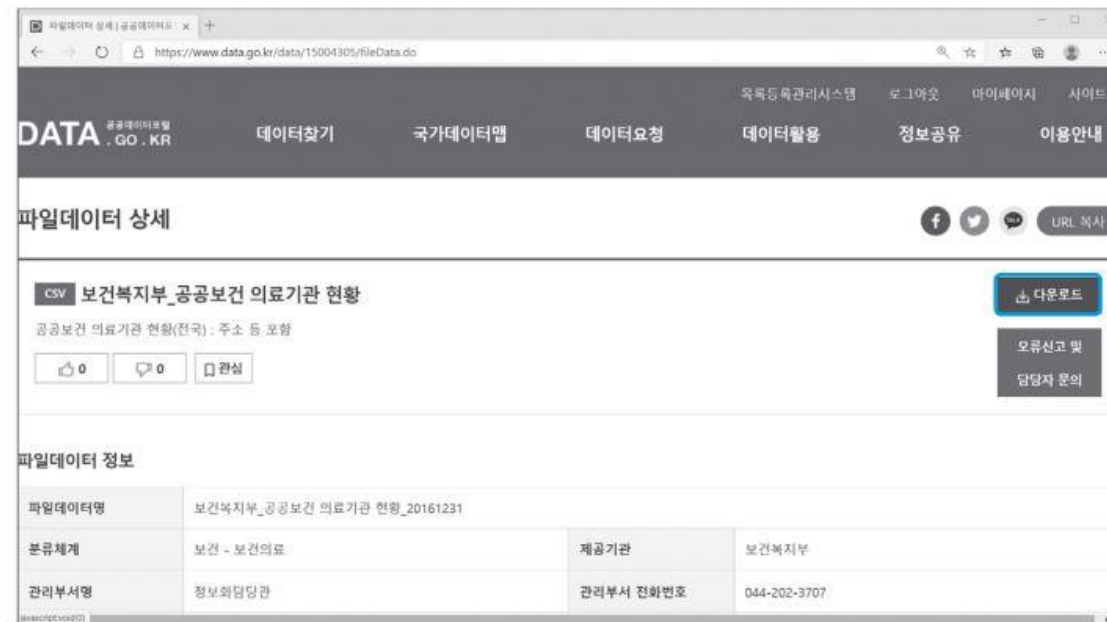 파일데이터 상세 | 공공데이터포
https://www.data.go.kr/data/15004305/fileData.do
목록등록관리시스템 로그아웃 마이페이지 사이트
DATA 공공데이터포털 .GO.KR 데이터찾기 국가데이터맵 데이터요청 데이터활용 정보공유 이용안내
파일데이터 상세 URL 복사
CSV 보건복지부_공공보건 의료기관 현황 다운로드
공공보건 의료기관 현황(전국) : 주소 등 포함
오류신고 및
담당자 문의
0 0 관심
파일데이터 정보
파일데이터명 보건복지부_공공보건 의료기관 현황_20161231
분류체계 보건 - 보건의료 제공기관 보건복지부
관리부서명 정보화담당관 관리부서 전화번호 044-202-3707
javascript:void(0)